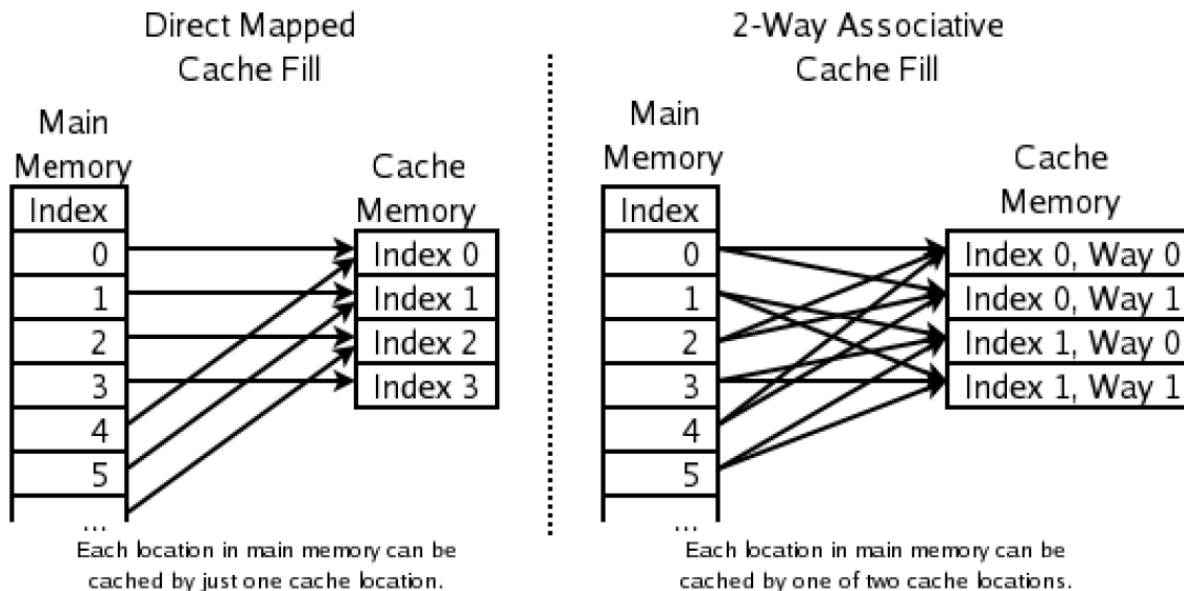 Direct Mapped
Cache Fill
Main
Memory
Index
0
1
2
3
4
5
...
Cache
Memory
Index 0
Index 1
Index 2
Index 3
Each location in main memory can be
cached by just one cache location.
2-Way Associative
Cache Fill
Main
Memory
Index
0
1
2
3
4
5
...
Cache
Memory
Index 0, Way 0
Index 0, Way 1
Index 1, Way 0
Index 1, Way 1
Each location in main memory can be
cached by one of two cache locations.